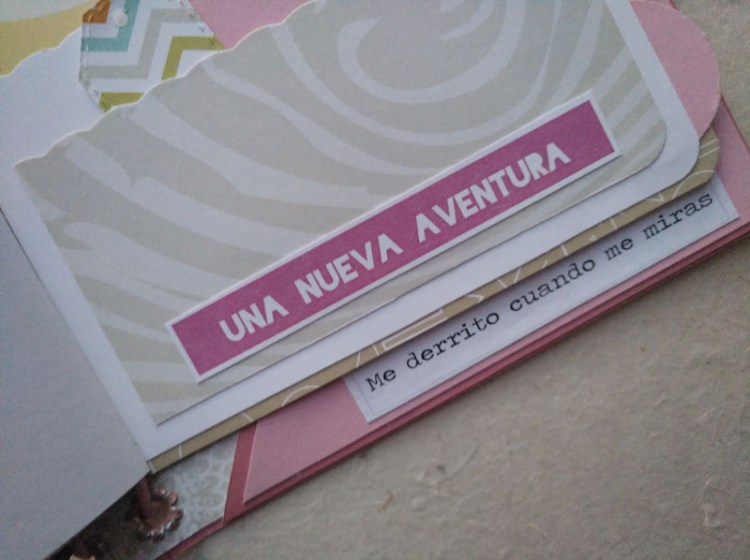 UNA NUEVA AVENTURA
Me derrito cuando me miras